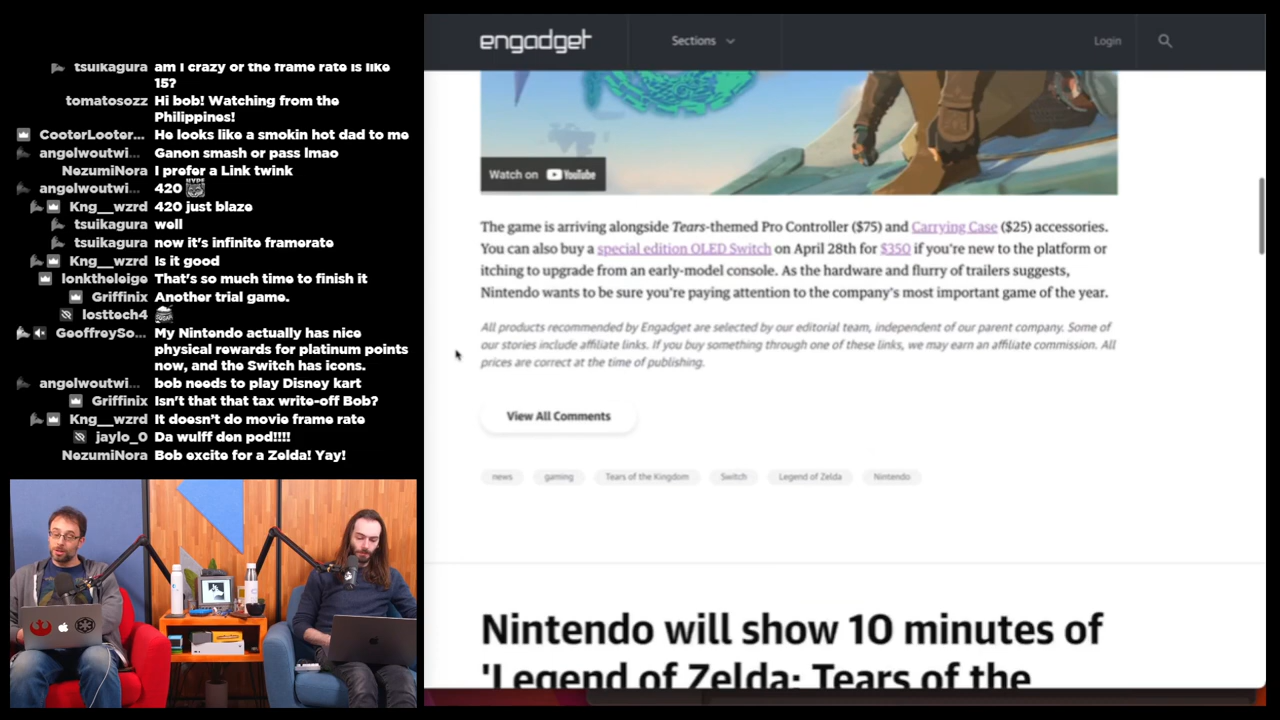 tsuikagura am I crazy or the frame rate is like
15?
tomatosozz Hi bob! Watching from the
Philippines!
CooterLooter... He looks like a smokin hot dad to me
angelwoutwi... Ganon smash or pass lmao
NezumiNora I prefer a Link twink
angelwoutwi... 420
Kng__wzrd 420 just blaze
tsuikagura well
tsuikagura now it's infinite framerate
Kng__wzrd Is it good
lonktheleige That's so much time to finish it
Griffinix Another trial game.
losttech4
GeoffreySo... My Nintendo actually has nice
physical rewards for platinum points
now, and the Switch has icons.
angelwoutwi... bob needs to play Disney kart
Griffinix Isn't that that tax write-off Bob?
Kng__wzrd It doesn't do movie frame rate
jaylo_0 Da wulff den pod!!!!
NezumiNora Bob excite for a Zelda! Yay!
engadget
Sections
Login
Watch on YouTube
The game is arriving alongside Tears-themed Pro Controller ($75) and Carrying Case ($25) accessories.
You can also buy a special edition OLED Switch on April 28th for $350 if you're new to the platform or
itching to upgrade from an early-model console. As the hardware and flurry of trailers suggests,
Nintendo wants to be sure you're paying attention to the company's most important game of the year.
All products recommended by Engadget are selected by our editorial team, independent of our parent company. Some of
our stories include affiliate links. If you buy something through one of these links, we may earn an affiliate commission. All
prices are correct at the time of publishing.
View All Comments
news
gaming
Tears of the Kingdom
Switch
Legend of Zelda
Nintendo
Nintendo will show 10 minutes of
'Legend of Zelda: Tears of the